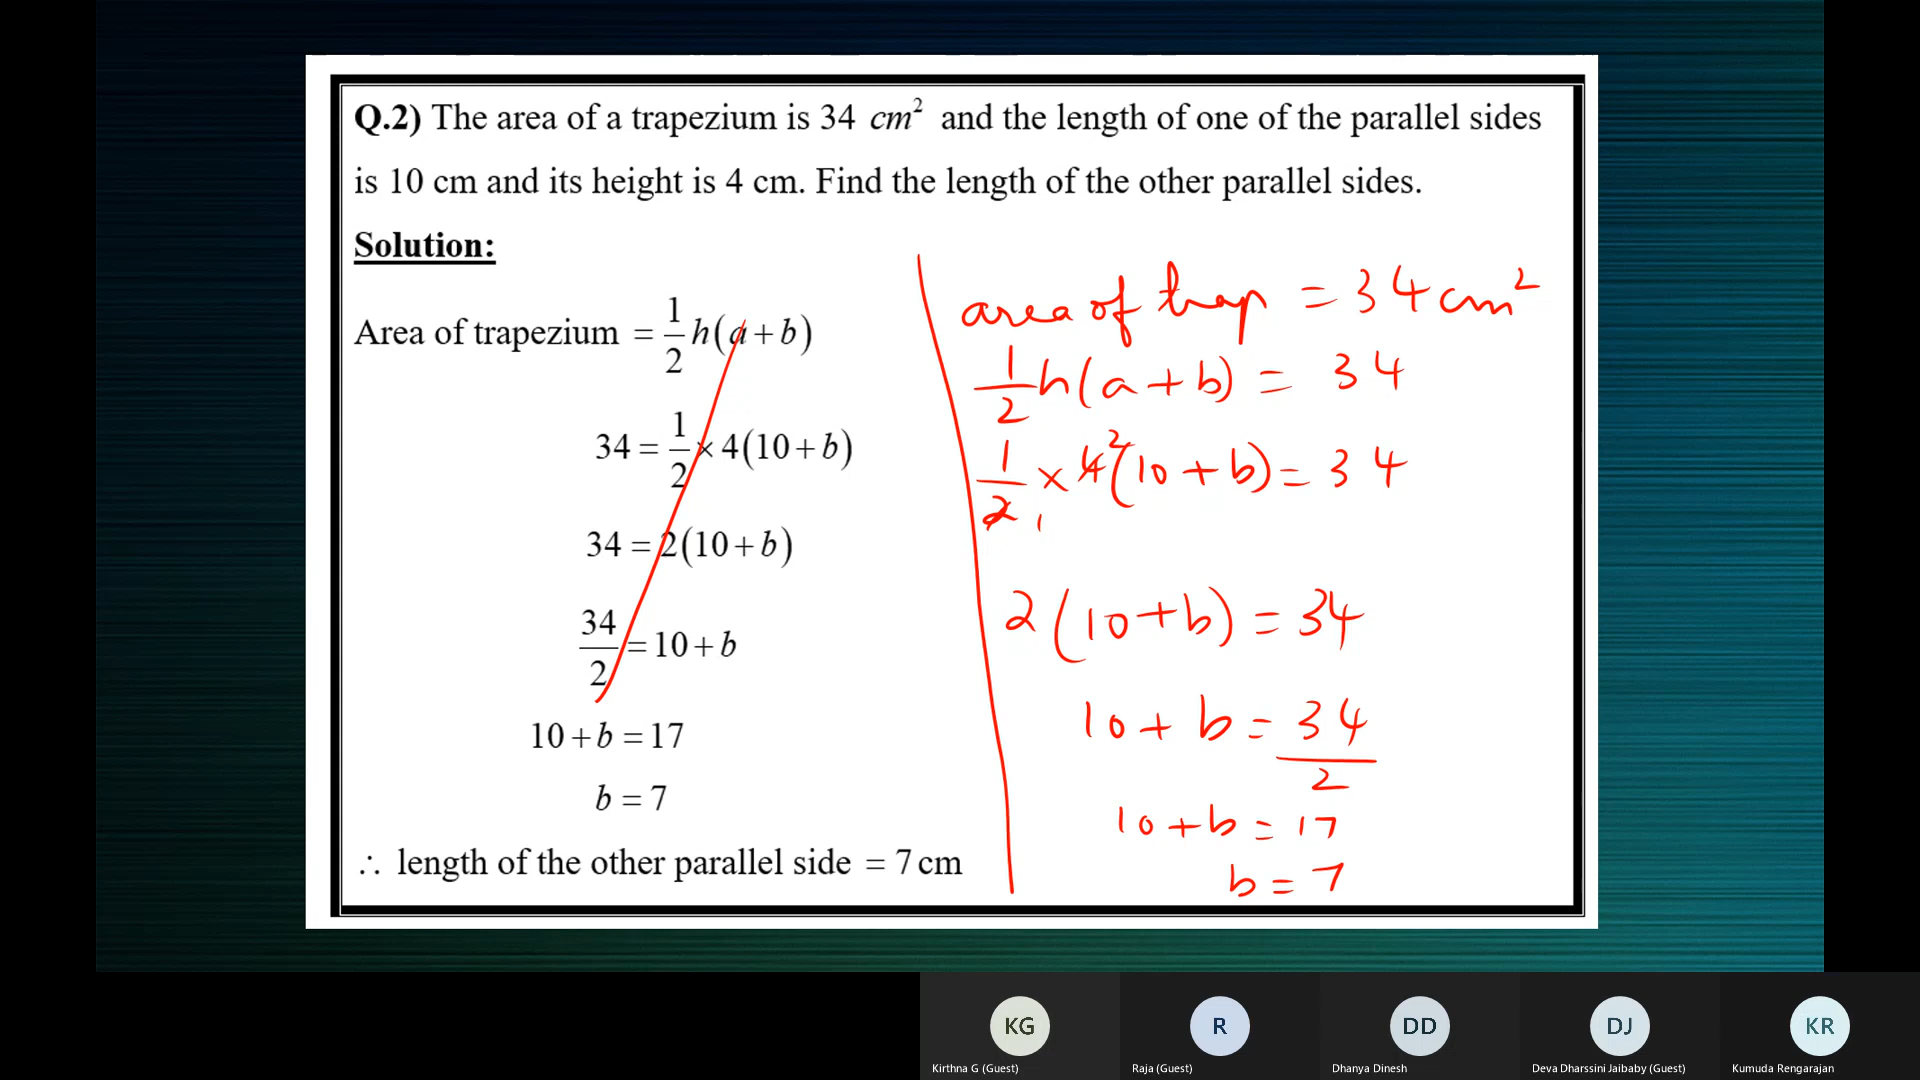 Q.2) The area of a trapezium is 34 cm² and the length of one of the parallel sides
is 10 cm and its height is 4 cm. Find the length of the other parallel sides.
Solution:
Area of trapezium = 1/2 h(a+b)
34 = 1/2 × 4(10+b)
34 = 2(10+b)
34/2 = 10+b
10+b = 17
b = 7
∴ length of the other parallel side = 7 cm
area of trap = 34 cm²
1/2 h(a+b) = 34
1/2 1 × 4 2 (10+b) = 34
2(10+b) = 34
10+b = 34/2
10+b = 17
b = 7
KG
R
DD
DJ
KR
Kirthna G (Guest)
Raja (Guest)
Dhanya Dinesh
Deva Dharssini Jaibaby (Guest)
Kumuda Rengarajan